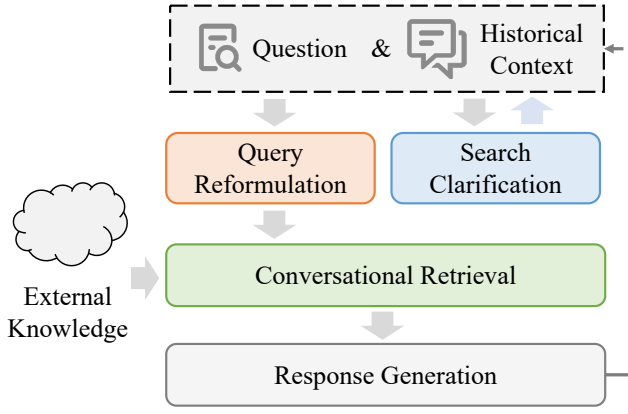 Question & Historical
Context
Query
Reformulation
Search
Clarification
Conversational Retrieval
External
Knowledge
Response Generation